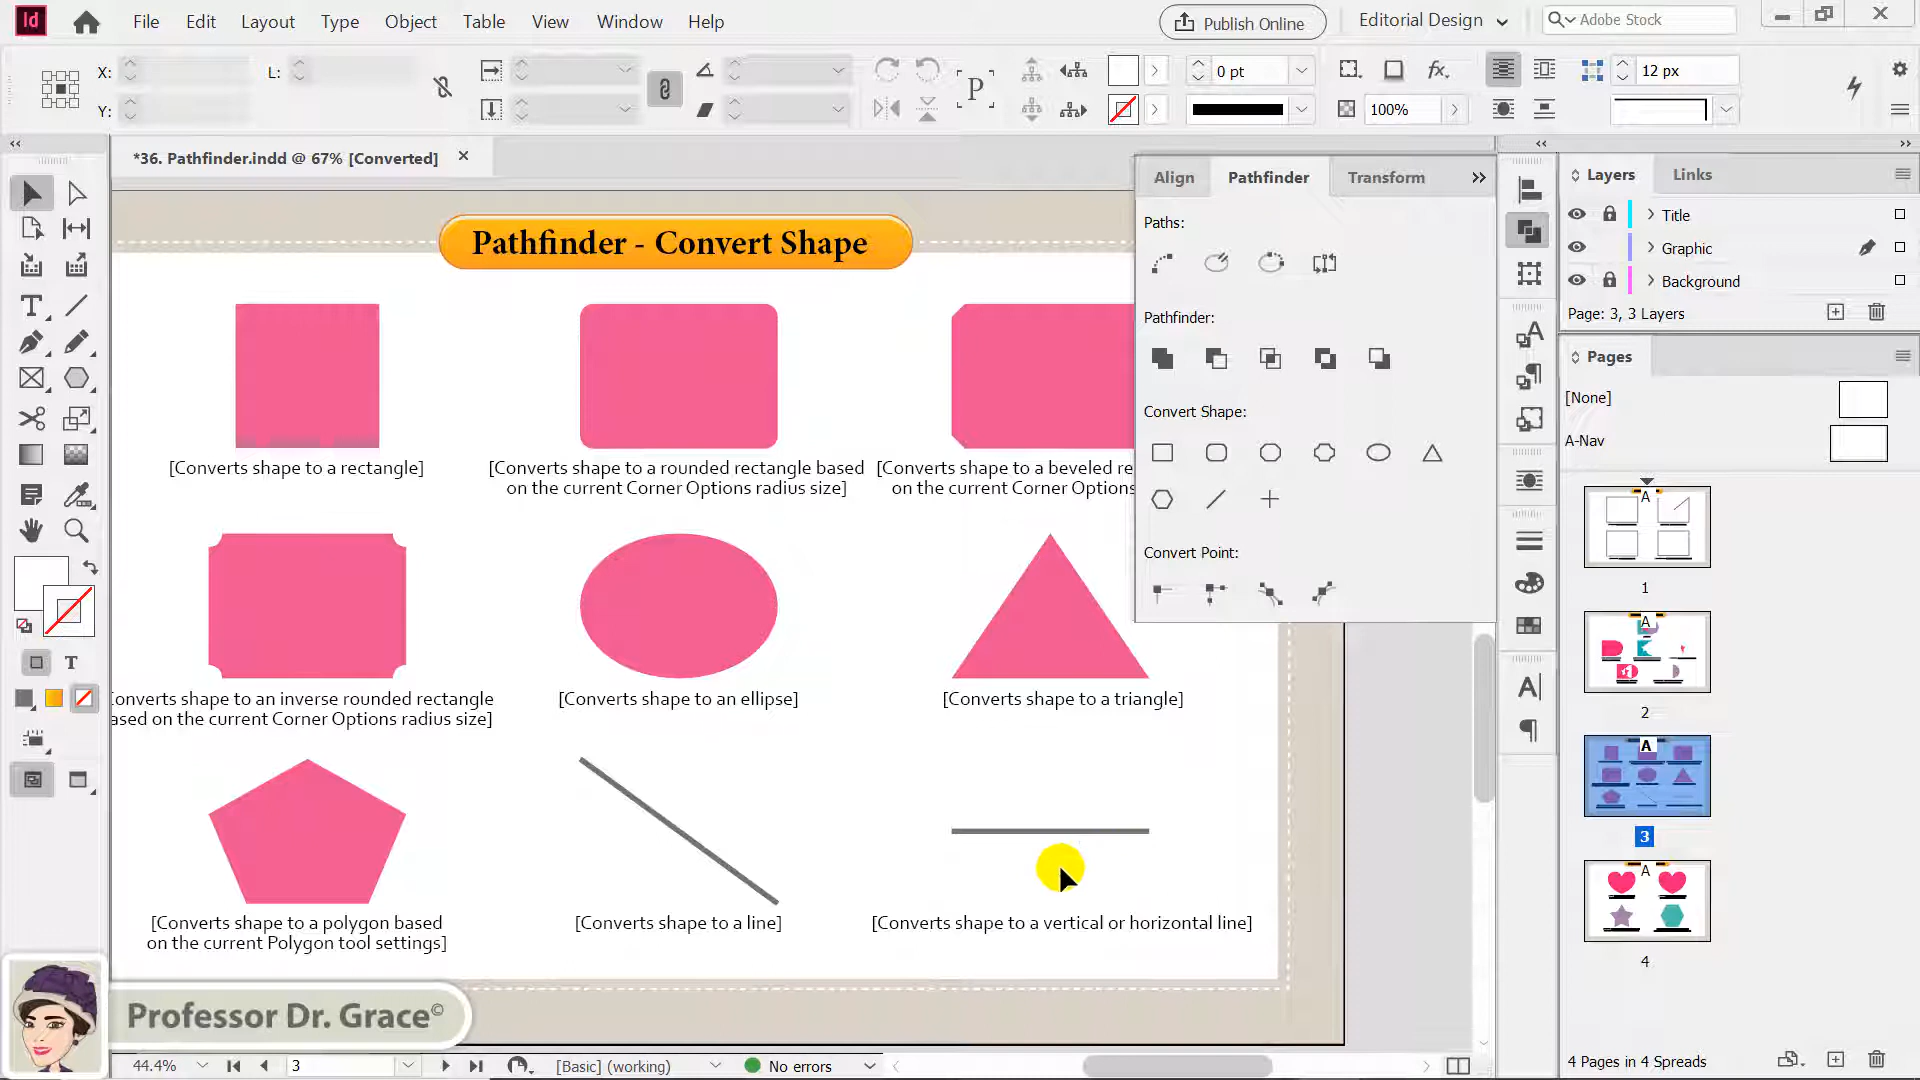 Id File Edit Layout Type Object Table View Window Help
Publish Online
Editorial Design
Adobe Stock
X:
L:
Y:
P
0 pt
fx.
100%
12 px
*36. Pathfinder.indd @ 67% [Converted]
Pathfinder - Convert Shape
[Converts shape to a rectangle]
[Converts shape to a rounded rectangle based
on the current Corner Options radius size]
[Converts shape to a beveled re
on the current Corner Options
onverts shape to an inverse rounded rectangle
ased on the current Corner Options radius size]
[Converts shape to an ellipse]
[Converts shape to a triangle]
[Converts shape to a polygon based
on the current Polygon tool settings]
[Converts shape to a line]
[Converts shape to a vertical or horizontal line]
Professor Dr. Grace©
Align Pathfinder Transform
Paths:
Pathfinder:
Convert Shape:
Convert Point:
Layers Links
Title
Graphic
Background
Page: 3, 3 Layers
Pages
[None]
A-Nav
A
1
A
2
A
3
A
4
4 Pages in 4 Spreads
44.4%
3
[Basic] (working)
No errors